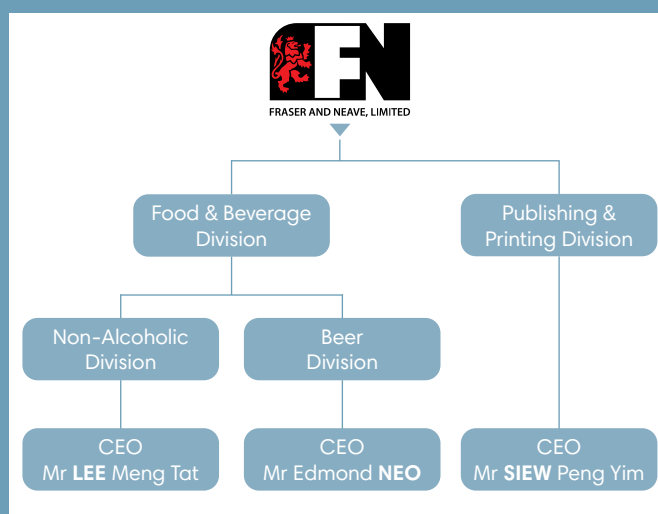 FN
FRASER AND NEAVE, LIMITED
Food & Beverage
Division
Publishing &
Printing Division
Non-Alcoholic
Division
Beer
Division
CEO
Mr LEE Meng Tat
CEO
Mr Edmond NEO
CEO
Mr SIEW Peng Yim